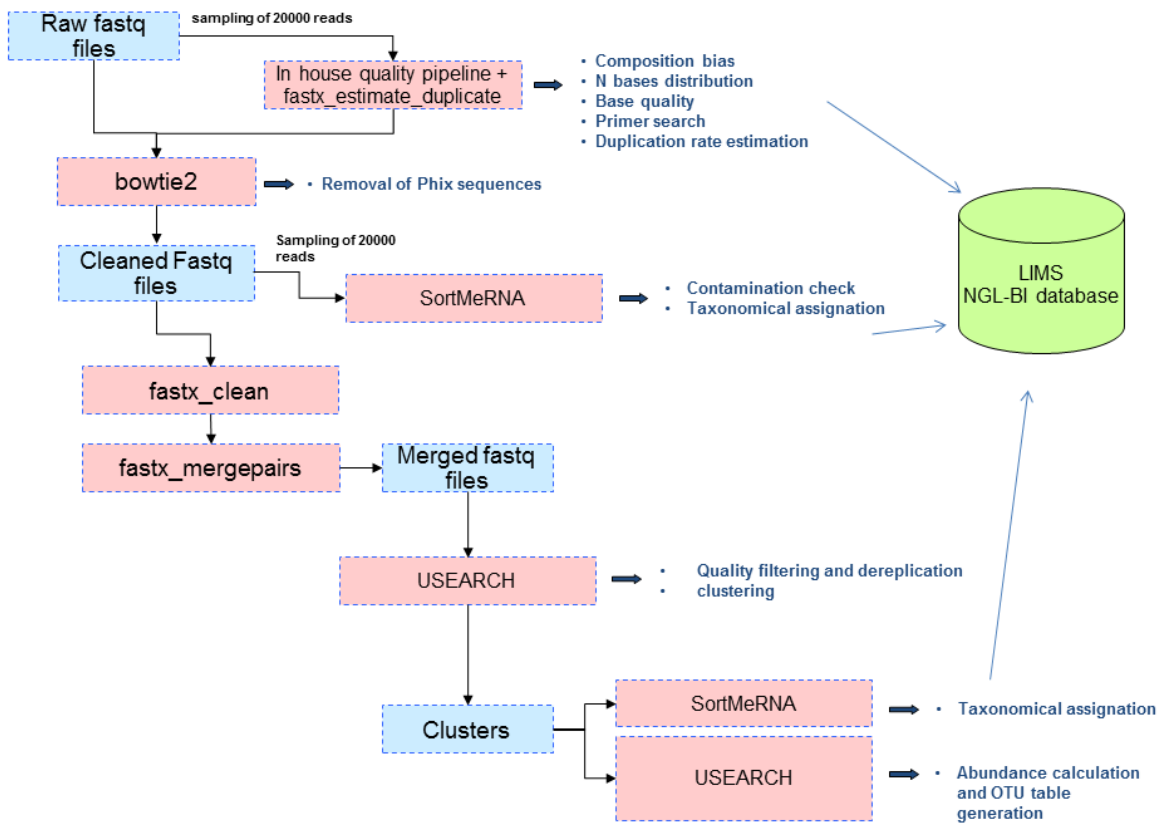 Raw fastq
files
sampling of 20000 reads
In house quality pipeline +
fastx_estimate_duplicate
• Composition bias
• N bases distribution
• Base quality
• Primer search
• Duplication rate estimation
bowtie2
• Removal of Phix sequences
Cleaned Fastq
files
Sampling of 20000
reads
SortMeRNA
• Contamination check
• Taxonomical assignation
LIMS
NGL-BI database
fastx_clean
fastx_mergepairs
Merged fastq
files
USEARCH
• Quality filtering and dereplication
• clustering
Clusters
SortMeRNA
• Taxonomical assignation
USEARCH
• Abundance calculation
and OTU table
generation